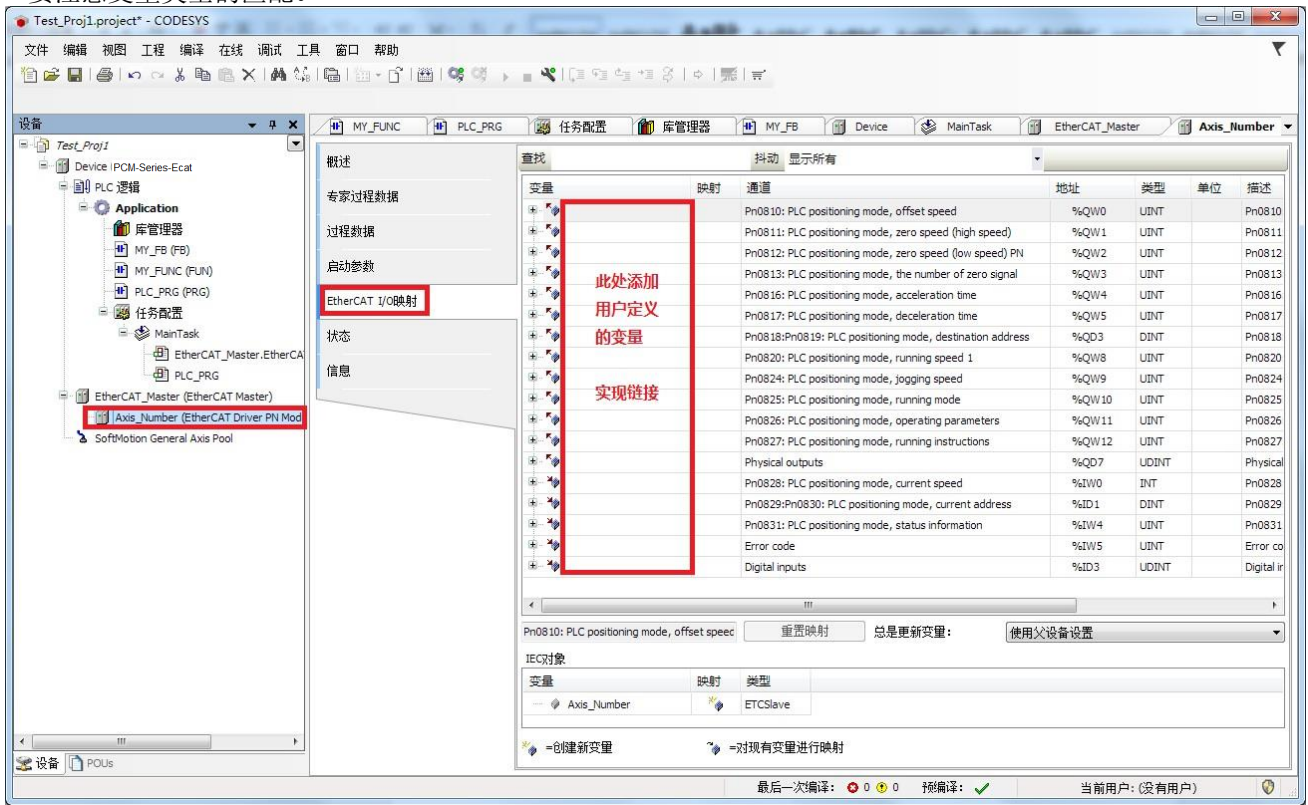 Test_Proj1.project* - CODESYS
文件 编辑 视图 工程 编译 在线 调试 工具 窗口 帮助
设备
Test_Proj1
Device (PCM-Series-Ecat
PLC 逻辑
Application
库管理器
MY_FB (FB)
MY_FUNC (FUN)
PLC_PRG (PRG)
任务配置
MainTask
EtherCAT_Master.EtherCA
PLC_PRG
EtherCAT_Master (EtherCAT Master)
Axis_Number (EtherCAT Driver PN Mod
SoftMotion General Axis Pool
设备 POUs
MY_FUNC PLC_PRG 任务配置 库管理器 MY_FB Device MainTask EtherCAT_Master Axis_Number
概述
专家过程数据
过程数据
启动参数
EtherCAT I/O映射
状态
信息
查找 抖动 显示所有
变量 映射 通道 地址 类型 单位 描述
Pn0810: PLC positioning mode, offset speed %QW0 UINT Pn0810
Pn0811: PLC positioning mode, zero speed (high speed) %QW1 UINT Pn0811
Pn0812: PLC positioning mode, zero speed (low speed) PN %QW2 UINT Pn0812
Pn0813: PLC positioning mode, the number of zero signal %QW3 UINT Pn0813
Pn0816: PLC positioning mode, acceleration time %QW4 UINT Pn0816
Pn0817: PLC positioning mode, deceleration time %QW5 UINT Pn0817
Pn0818:Pn0819: PLC positioning mode, destination address %QD3 DINT Pn0818
Pn0820: PLC positioning mode, running speed 1 %QW8 UINT Pn0820
Pn0824: PLC positioning mode, jogging speed %QW9 UINT Pn0824
Pn0825: PLC positioning mode, running mode %QW10 UINT Pn0825
Pn0826: PLC positioning mode, operating parameters %QW11 UINT Pn0826
Pn0827: PLC positioning mode, running instructions %QW12 UINT Pn0827
Physical outputs %QD7 UDINT Physical
Pn0828: PLC positioning mode, current speed %IW0 INT Pn0828
Pn0829:Pn0830: PLC positioning mode, current address %ID1 DINT Pn0829
Pn0831: PLC positioning mode, status information %IW4 UINT Pn0831
Error code %IW5 UINT Error co
Digital inputs %ID3 UDINT Digital ir
此处添加
用户定义
的变量
实现链接
Pn0810: PLC positioning mode, offset speec 重置映射 总是更新变量: 使用父设备设置
IEC对象
变量 映射 类型
Axis_Number ETCSlave
=创建新变量 =对现有变量进行映射
最后一次编译: 0 0 预编译: 当前用户: (没有用户)